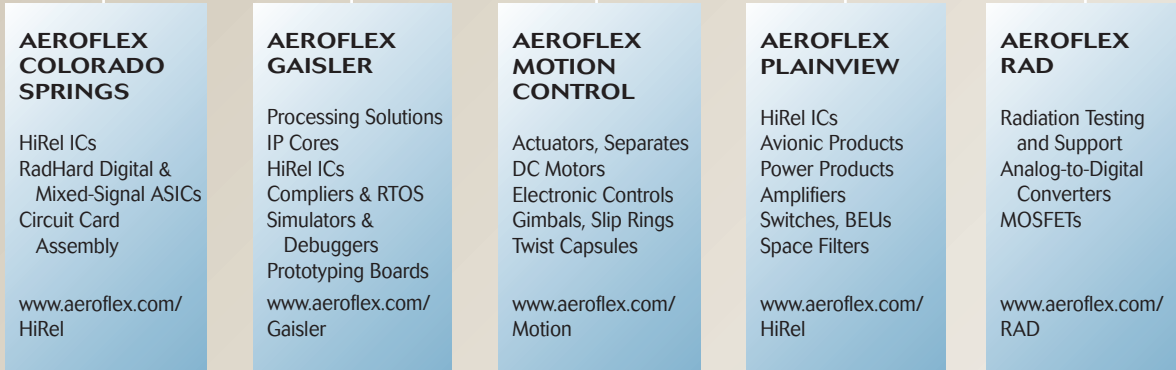 AEROFLEX
COLORADO
SPRINGS
HiRel ICs
RadHard Digital &
Mixed-Signal ASICs
Circuit Card
Assembly
www.aeroflex.com/
HiRel
AEROFLEX
GAISLER
Processing Solutions
IP Cores
HiRel ICs
Compliers & RTOS
Simulators &
Debuggers
Prototyping Boards
www.aeroflex.com/
Gaisler
AEROFLEX
MOTION
CONTROL
Actuators, Separates
DC Motors
Electronic Controls
Gimbals, Slip Rings
Twist Capsules
www.aeroflex.com/
Motion
AEROFLEX
PLAINVIEW
HiRel ICs
Avionic Products
Power Products
Amplifiers
Switches, BEUs
Space Filters
www.aeroflex.com/
HiRel
AEROFLEX
RAD
Radiation Testing
and Support
Analog-to-Digital
Converters
MOSFETs
www.aeroflex.com/
RAD